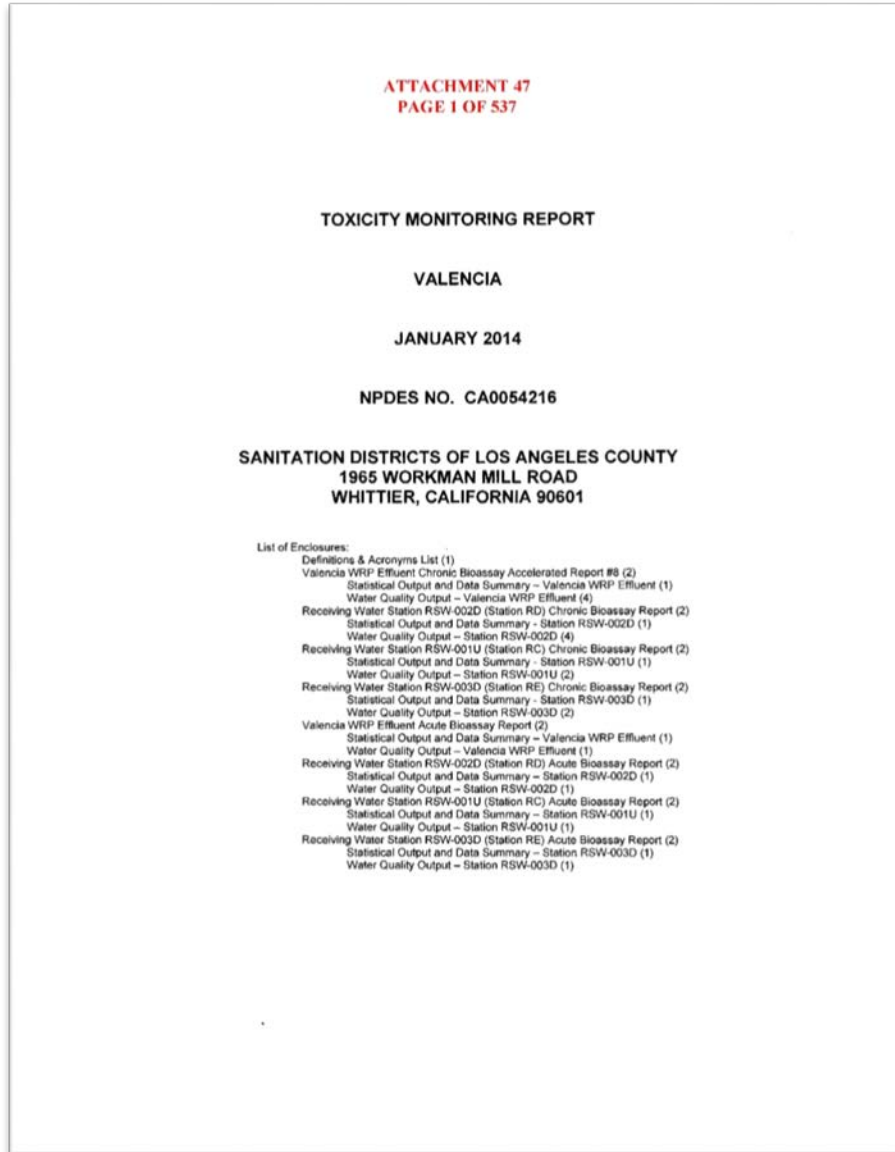 ATTACHMENT 47
PAGE 1 OF 537
TOXICITY MONITORING REPORT
VALENCIA
JANUARY 2014
NPDES NO. CA0054216
SANITATION DISTRICTS OF LOS ANGELES COUNTY
1965 WORKMAN MILL ROAD
WHITTIER, CALIFORNIA 90601
List of Enclosures:
Definitions & Acronyms List (1)
Valencia WRP Effluent Chronic Bioassay Accelerated Report #8 (2)
Statistical Output and Data Summary – Valencia WRP Effluent (1)
Water Quality Output – Valencia WRP Effluent (4)
Receiving Water Station RSW-002D (Station RD) Chronic Bioassay Report (2)
Statistical Output and Data Summary - Station RSW-002D (1)
Water Quality Output – Station RSW-002D (4)
Receiving Water Station RSW-001U (Station RC) Chronic Bioassay Report (2)
Statistical Output and Data Summary - Station RSW-001U (1)
Water Quality Output – Station RSW-001U (2)
Receiving Water Station RSW-003D (Station RE) Chronic Bioassay Report (2)
Statistical Output and Data Summary - Station RSW-003D (1)
Water Quality Output – Station RSW-003D (2)
Valencia WRP Effluent Acute Bioassay Report (2)
Statistical Output and Data Summary – Valencia WRP Effluent (1)
Water Quality Output – Valencia WRP Effluent (1)
Receiving Water Station RSW-002D (Station RD) Acute Bioassay Report (2)
Statistical Output and Data Summary – Station RSW-002D (1)
Water Quality Output – Station RSW-002D (1)
Receiving Water Station RSW-001U (Station RC) Acute Bioassay Report (2)
Statistical Output and Data Summary – Station RSW-001U (1)
Water Quality Output – Station RSW-001U (1)
Receiving Water Station RSW-003D (Station RE) Acute Bioassay Report (2)
Statistical Output and Data Summary – Station RSW-003D (1)
Water Quality Output – Station RSW-003D (1)